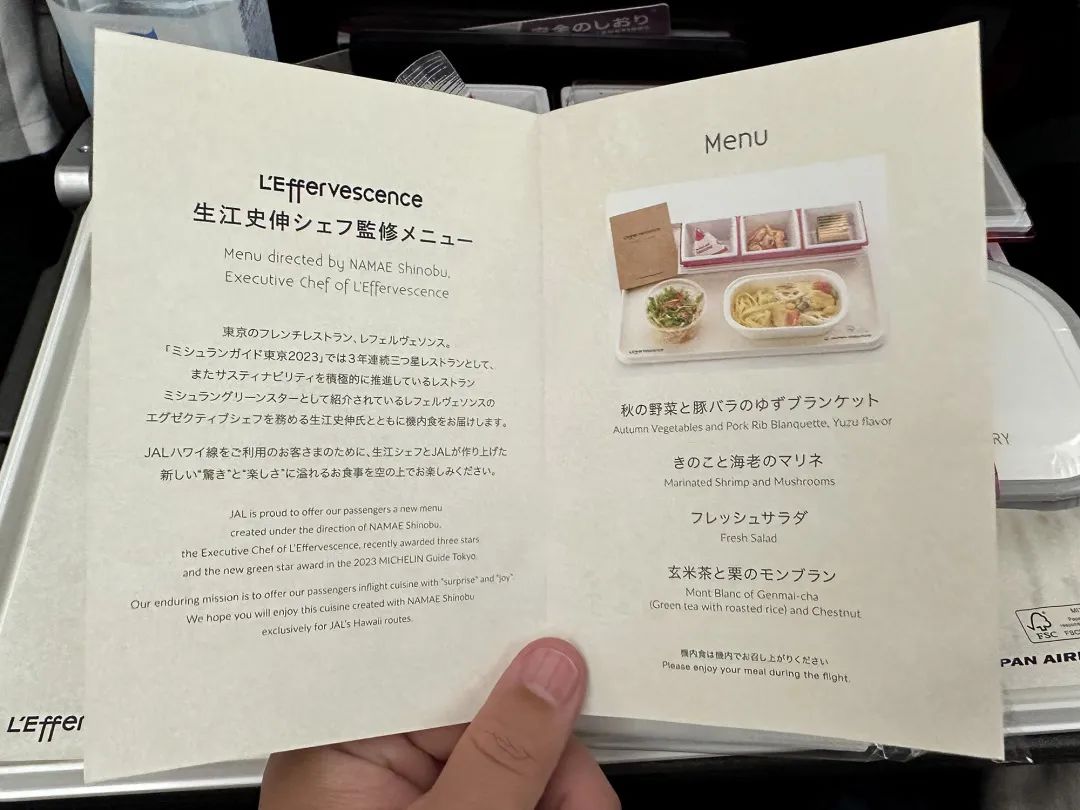 安全のしおり
L'Effervescence
生江史伸シェフ監修メニュー
Menu directed by NAMAE Shinobu,
Executive Chef of L'Effervescence
東京のフレンチレストラン、レフェルヴェソンス。
「ミシュランガイド東京2023」では3年連続三つ星レストランとして、
またサスティナビリティを積極的に推進しているレストラン
ミシュラングリーンスターとして紹介されているレフェルヴェソンスの
エグゼクティブシェフを務める生江史伸氏とともに機内食をお届けします。
JALハワイ線をご利用のお客さまのために、生江シェフとJALが作り上げた
新しい“驚き”と“楽しさ”に溢れるお食事を空の上でお楽しみください。
JAL is proud to offer our passengers a new menu
created under the direction of NAMAE Shinobu,
the Executive Chef of L'Effervescence, recently awarded three stars
and the new green star award in the 2023 MICHELIN Guide Tokyo.
Our enduring mission is to offer our passengers inflight cuisine with "surprise" and "joy".
We hope you will enjoy this cuisine created with NAMAE Shinobu
exclusively for JAL's Hawaii routes.
Menu
秋の野菜と豚バラのゆずブランケット
Autumn Vegetables and Pork Rib Blanquette, Yuzu flavor
きのこと海老のマリネ
Marinated Shrimp and Mushrooms
フレッシュサラダ
Fresh Salad
玄米茶と栗のモンブラン
Mont Blanc of Genmai-cha
(Green tea with roasted rice) and Chestnut
機内食は機内でお召し上がりください
Please enjoy your meal during the flight.
L'Effer
RY
FSC
PAN AIR